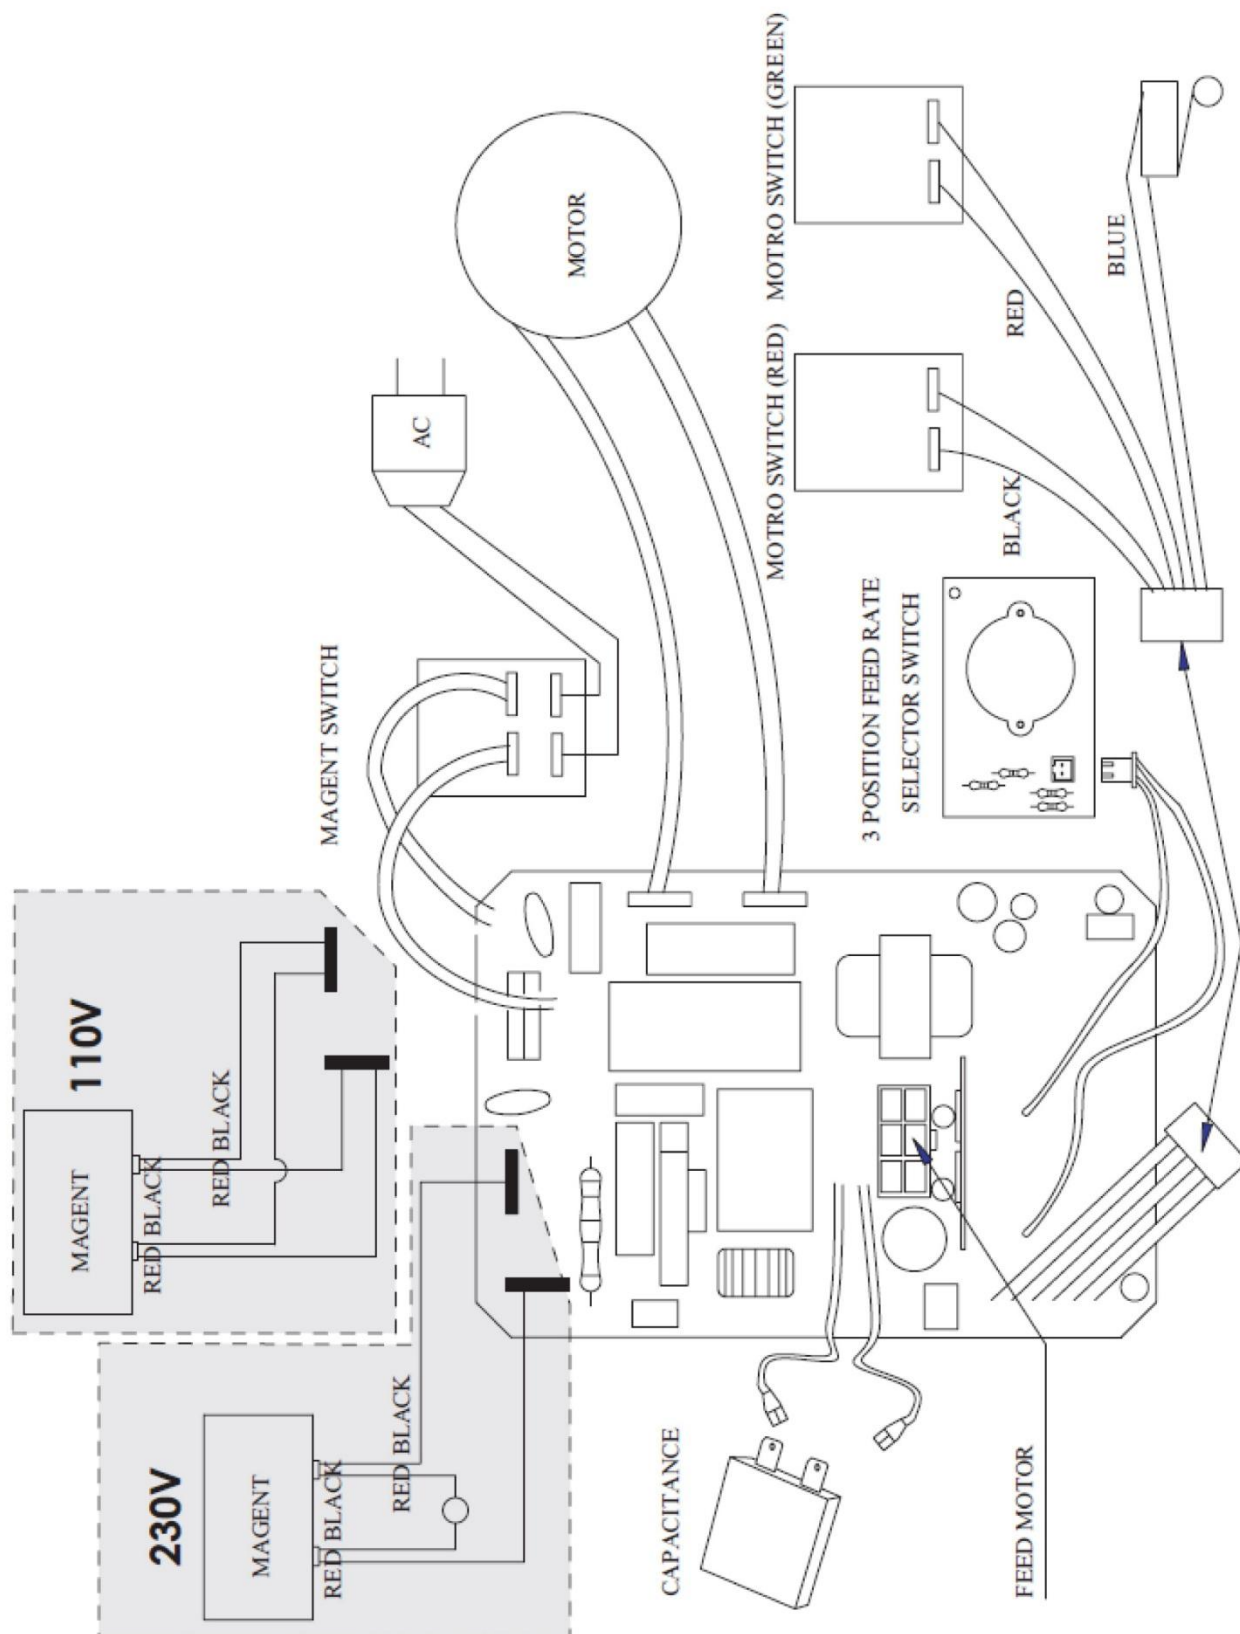 MAGENT
110V
RED BLACK
RED BLACK
230V
MAGENT
RED BLACK
RED BLACK
MAGENT SWITCH
AC
MOTOR
CAPACITANCE
MOTRO SWITCH (RED)
MOTRO SWITCH (GREEN)
3 POSITION FEED RATE
SELECTOR SWITCH
FEED MOTOR
BLACK
RED
BLUE